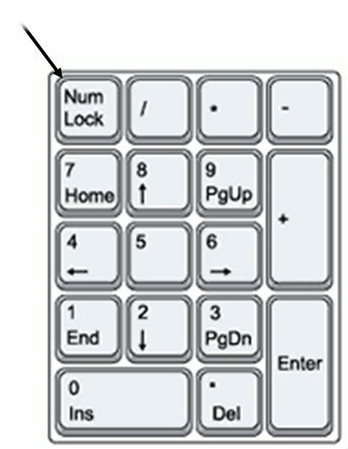 Num Lock / * -
7 Home 8 ↑ 9 PgUp +
4 ← 5 6 →
1 End 2 ↓ 3 PgDn Enter
0 Ins . Del